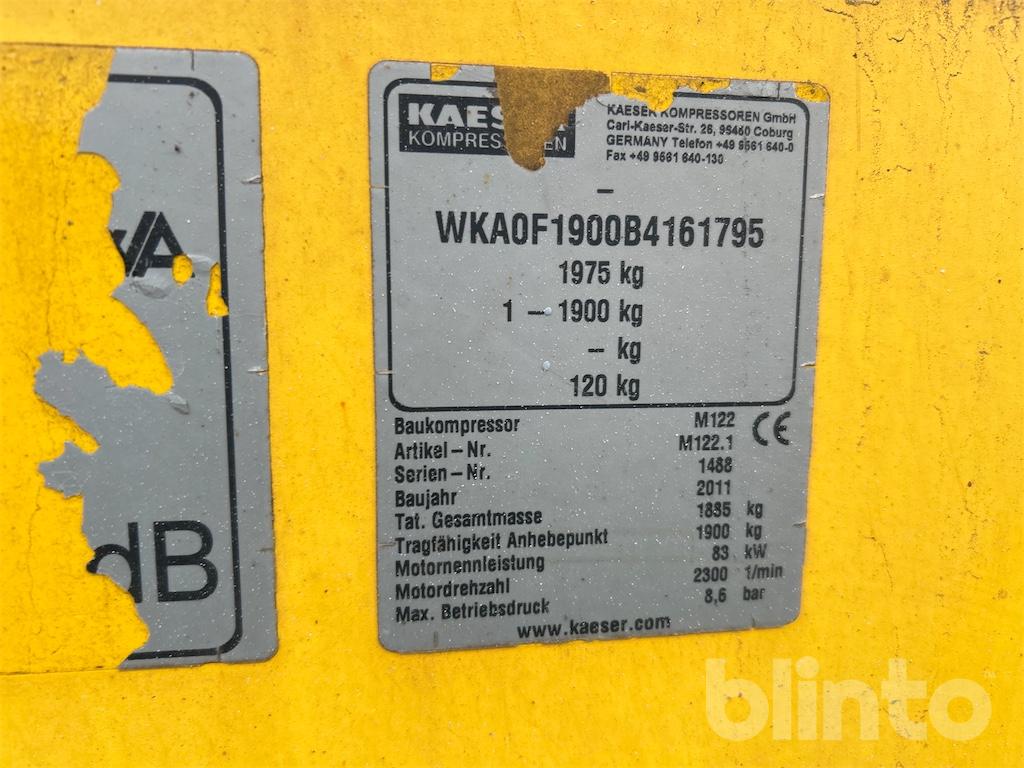 KAESER
KOMPRESSOREN
KAESER KOMPRESSOREN GmbH
Carl-Kaeser-Str. 26, 96450 Coburg
GERMANY Telefon +49 9561 640-0
Fax +49 9561 640-130
–
WKA0F1900B4161795
1975 kg
1 – 1900 kg
– kg
120 kg
Baukompressor M122 CE
Artikel–Nr. M122.1
Serien–Nr. 1488
Baujahr 2011
Tat. Gesamtmasse 1835 kg
Tragfähigkeit Anhebepunkt 1900 kg
Motornennleistung 83 kW
Motordrehzahl 2300 1/min
Max. Betriebsdruck 8,6 bar
www.kaeser.com
dB
blinto